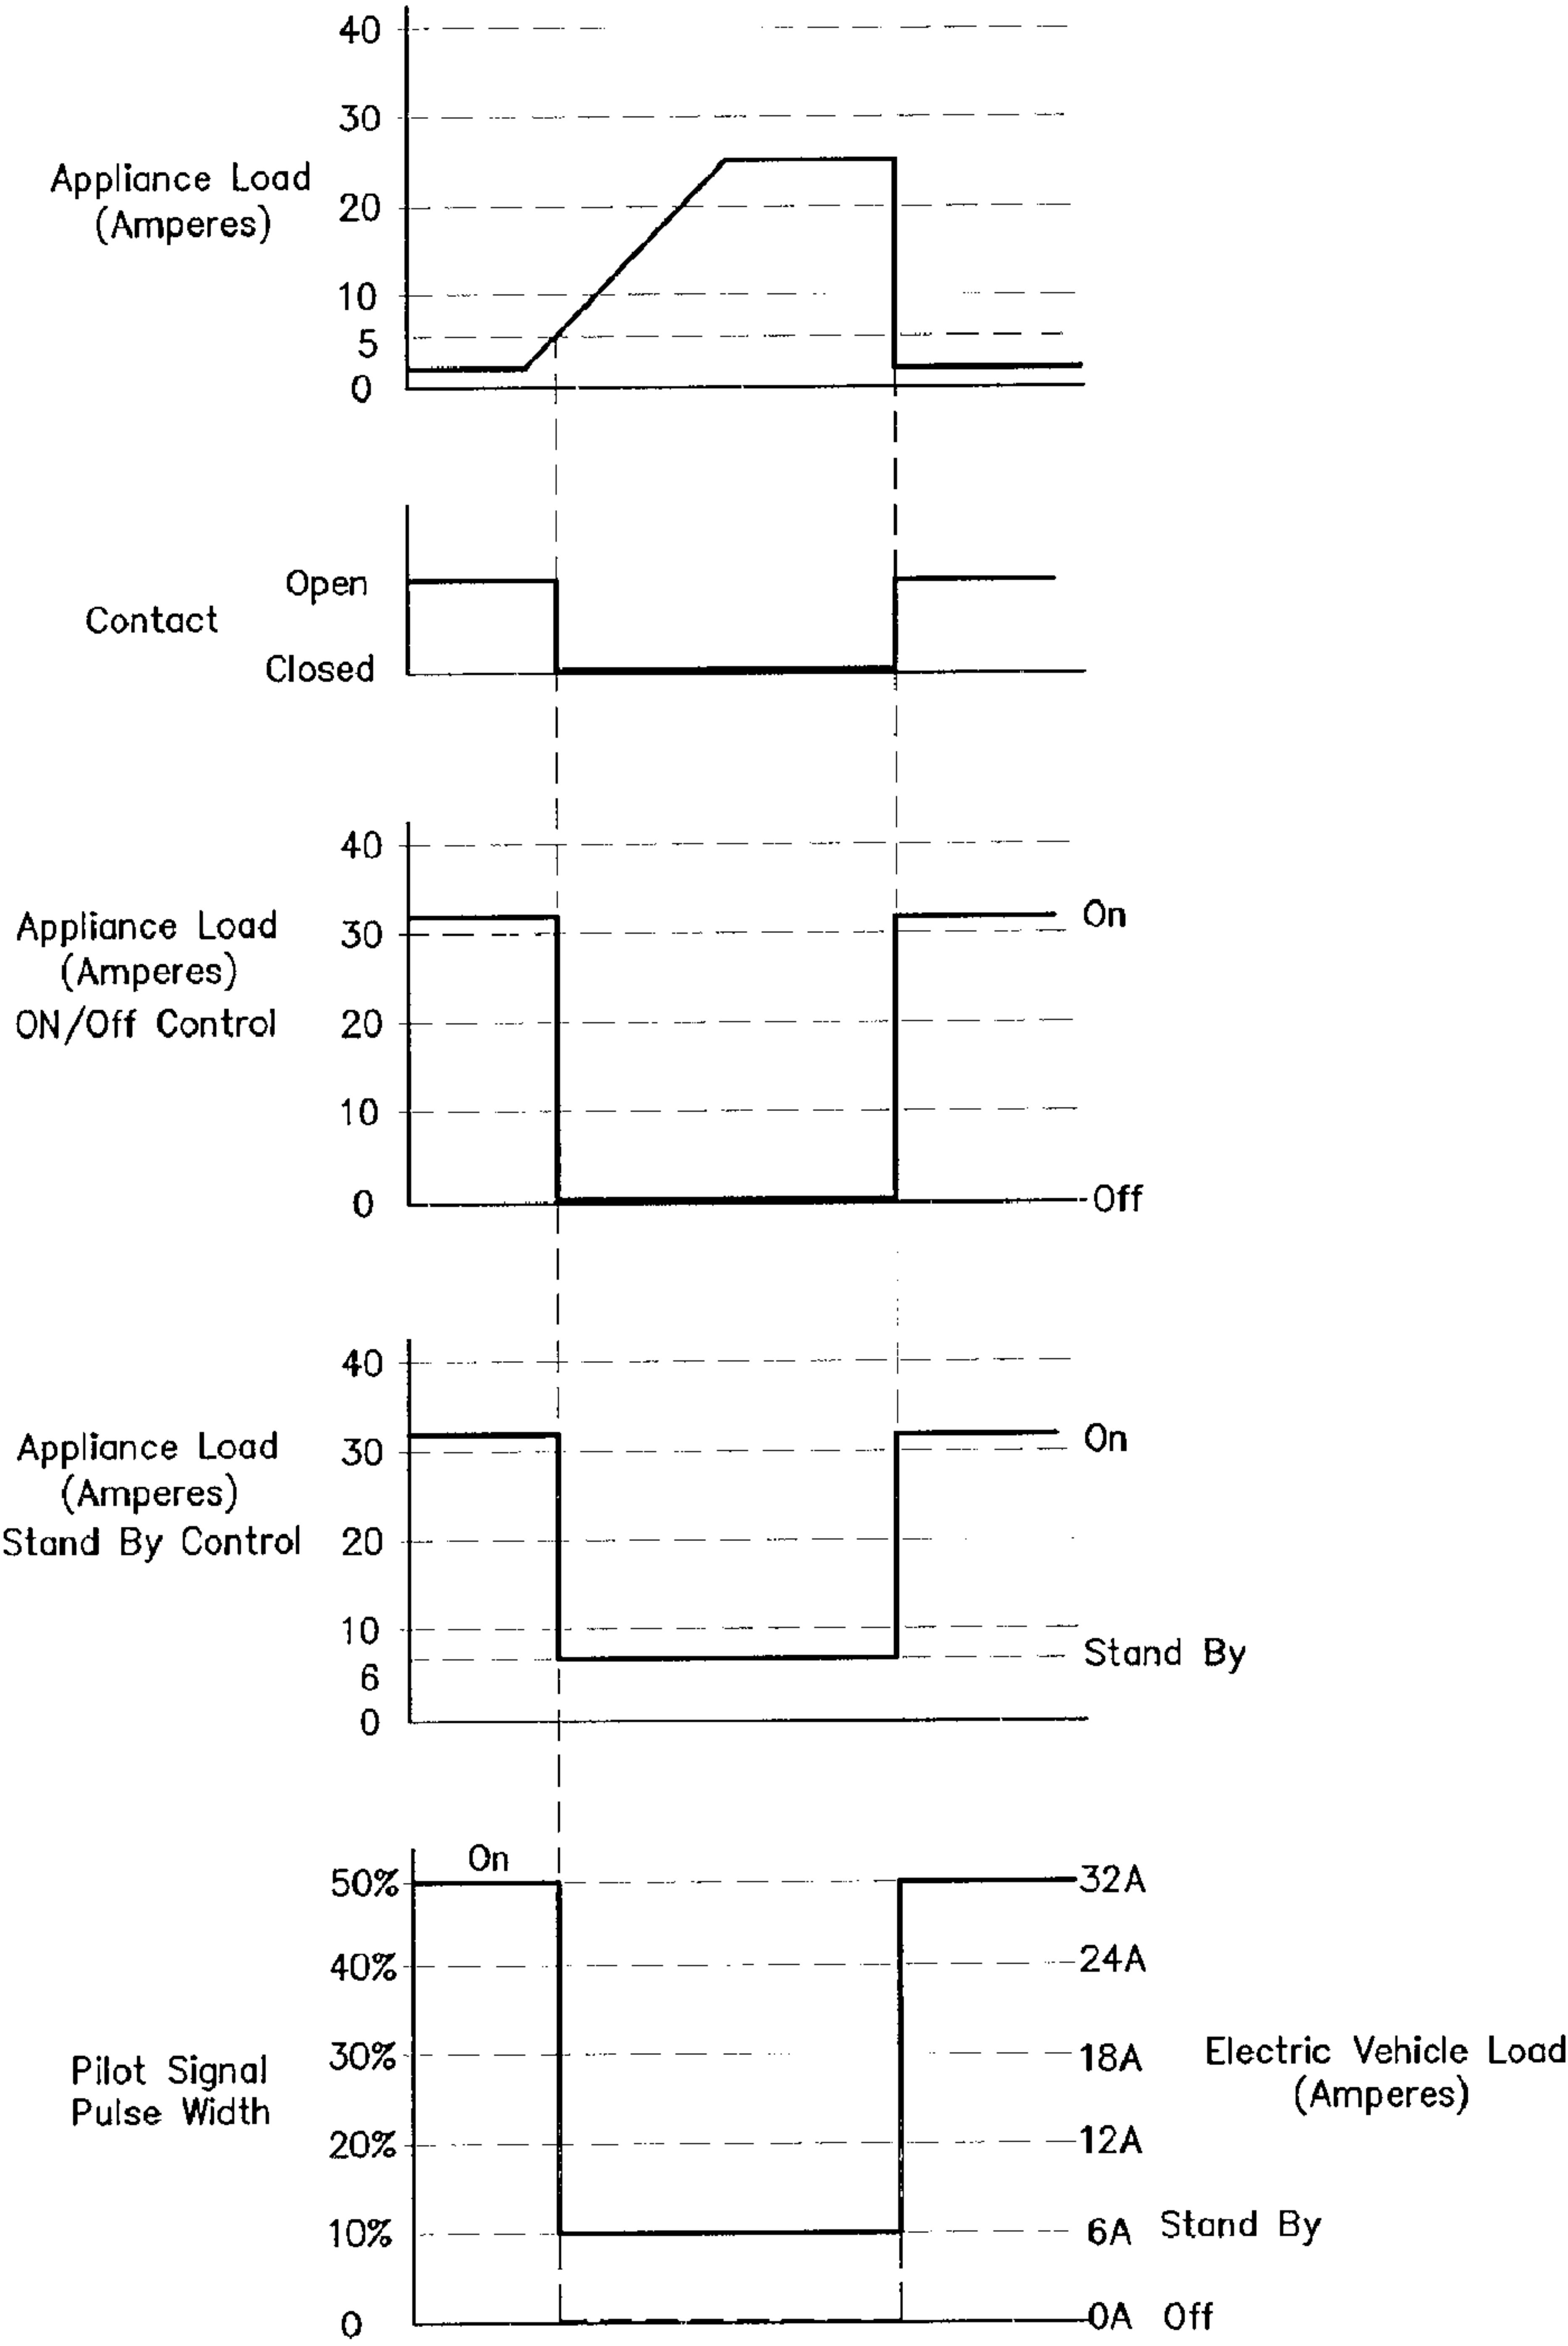 40
30
Appliance Load
(Amperes)
20
10
5
0
Open
Contact
Closed
40
Appliance Load
(Amperes)
ON/Off Control
30
20
10
0
On
Off
40
Appliance Load
(Amperes)
Stand By Control
30
20
10
6
0
On
Stand By
On
50%
40%
30%
20%
10%
0
Pilot Signal
Pulse Width
32A
24A
18A
12A
6A Stand By
0A Off
Electric Vehicle Load
(Amperes)